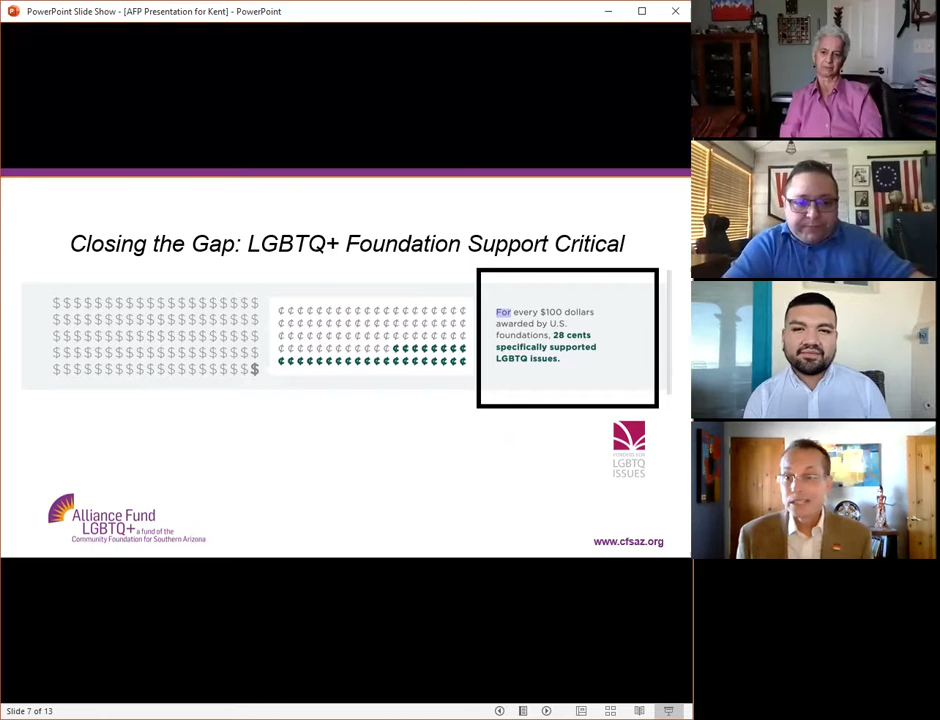 PowerPoint Slide Show - [AFP Presentation for Kent] - PowerPoint
Closing the Gap: LGBTQ+ Foundation Support Critical
$$$$$$$$$$$$$$$$$$$$
$$$$$$$$$$$$$$$$$$$$
$$$$$$$$$$$$$$$$$$$$
$$$$$$$$$$$$$$$$$$$$
$$$$$$$$$$$$$$$$$$$$
¢¢¢¢¢¢¢¢¢¢¢¢¢¢¢¢¢¢¢¢
¢¢¢¢¢¢¢¢¢¢¢¢¢¢¢¢¢¢¢¢
¢¢¢¢¢¢¢¢¢¢¢¢¢¢¢¢¢¢¢¢
¢¢¢¢¢¢¢¢¢¢¢¢¢¢¢¢¢¢¢¢
¢¢¢¢¢¢¢¢¢¢¢¢¢¢¢¢¢¢¢¢
For every $100 dollars
awarded by U.S.
foundations, 28 cents
specifically supported
LGBTQ issues.
FUNDERS FOR
LGBTQ
ISSUES
Alliance Fund
LGBTQ+ a fund of the
Community Foundation for Southern Arizona
www.cfsaz.org
Slide 7 of 13